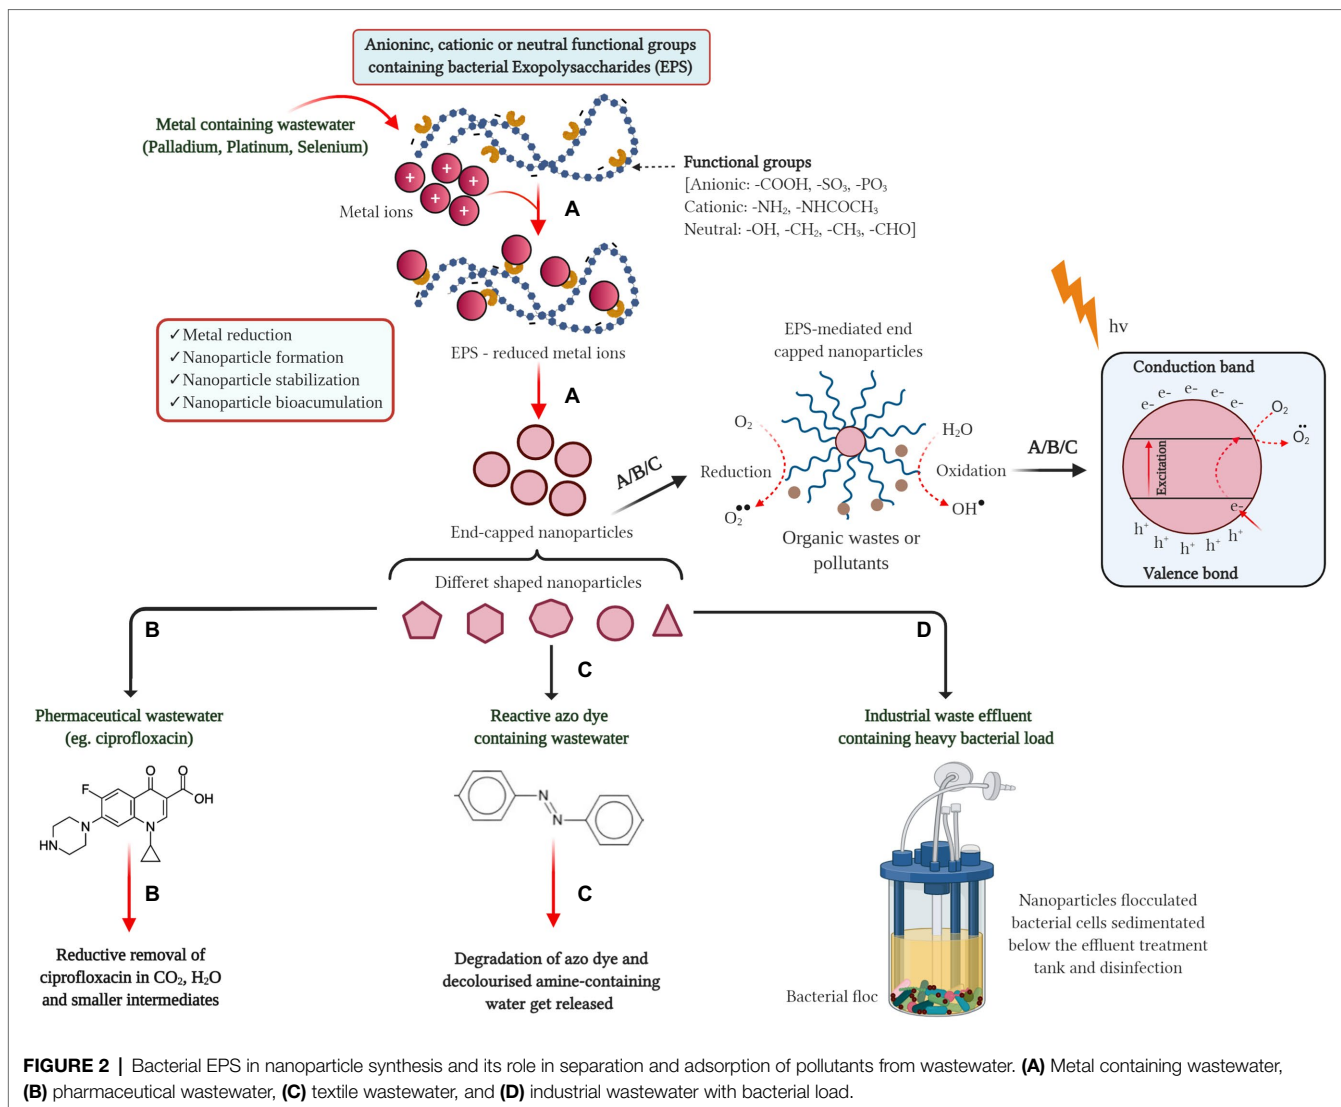 Anioninc, cationic or neutral functional groups
containing bacterial Exopolysaccharides (EPS)
Metal containing wastewater
(Palladium, Platinum, Selenium)
Functional groups
[Anionic: -COOH, -SO₃, -PO₃
Cationic: -NH₂, -NHCOCH₃
Neutral: -OH, -CH₂, -CH₃, -CHO]
+ + + + + +
Metal ions
A
EPS - reduced metal ions
✓Metal reduction
✓Nanoparticle formation
✓Nanoparticle stabilization
✓Nanoparticle bioacumulation
A
End-capped nanoparticles
A/B/C
EPS-mediated end
capped nanoparticles
O₂
Reduction
O₂••
H₂O
Oxidation
OH•
Organic wastes or
pollutants
A/B/C
hv
Conduction band
e- e- e- e- e-
O₂
Ö₂
Excitation
e-
h⁺ h⁺ h⁺ h⁺ h⁺
Valence bond
Differet shaped nanoparticles
B
C
D
Phermaceutical wastewater
(eg. ciprofloxacin)
F
O
O
OH
N
N
HN
B
Reductive removal of
ciprofloxacin in CO₂, H₂O
and smaller intermediates
Reactive azo dye
containing wastewater
N
N
C
Degradation of azo dye and
decolourised amine-containing
water get released
Industrial waste effluent
containing heavy bacterial load
Nanoparticles flocculated
bacterial cells sedimentated
below the effluent treatment
tank and disinfection
Bacterial floc
FIGURE 2 | Bacterial EPS in nanoparticle synthesis and its role in separation and adsorption of pollutants from wastewater. (A) Metal containing wastewater,
(B) pharmaceutical wastewater, (C) textile wastewater, and (D) industrial wastewater with bacterial load.